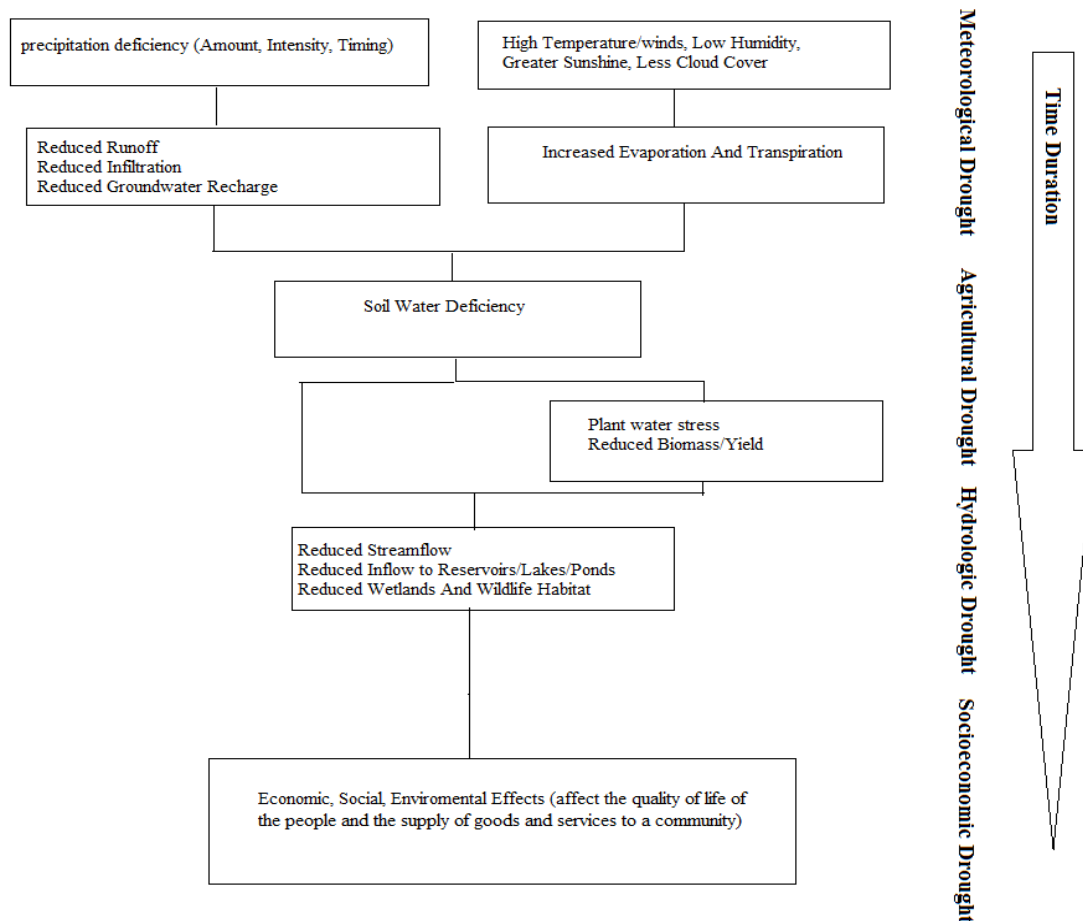 precipitation deficiency (Amount, Intensity, Timing)
High Temperature/winds, Low Humidity,
Greater Sunshine, Less Cloud Cover
Reduced Runoff
Reduced Infiltration
Reduced Groundwater Recharge
Increased Evaporation And Transpiration
Soil Water Deficiency
Plant water stress
Reduced Biomass/Yield
Reduced Streamflow
Reduced Inflow to Reservoirs/Lakes/Ponds
Reduced Wetlands And Wildlife Habitat
Economic, Social, Enviromental Effects (affect the quality of life of
the people and the supply of goods and services to a community)
Meteorological Drought
Agricultural Drought
Hydrologic Drought
Socioeconomic Drought
Time Duration